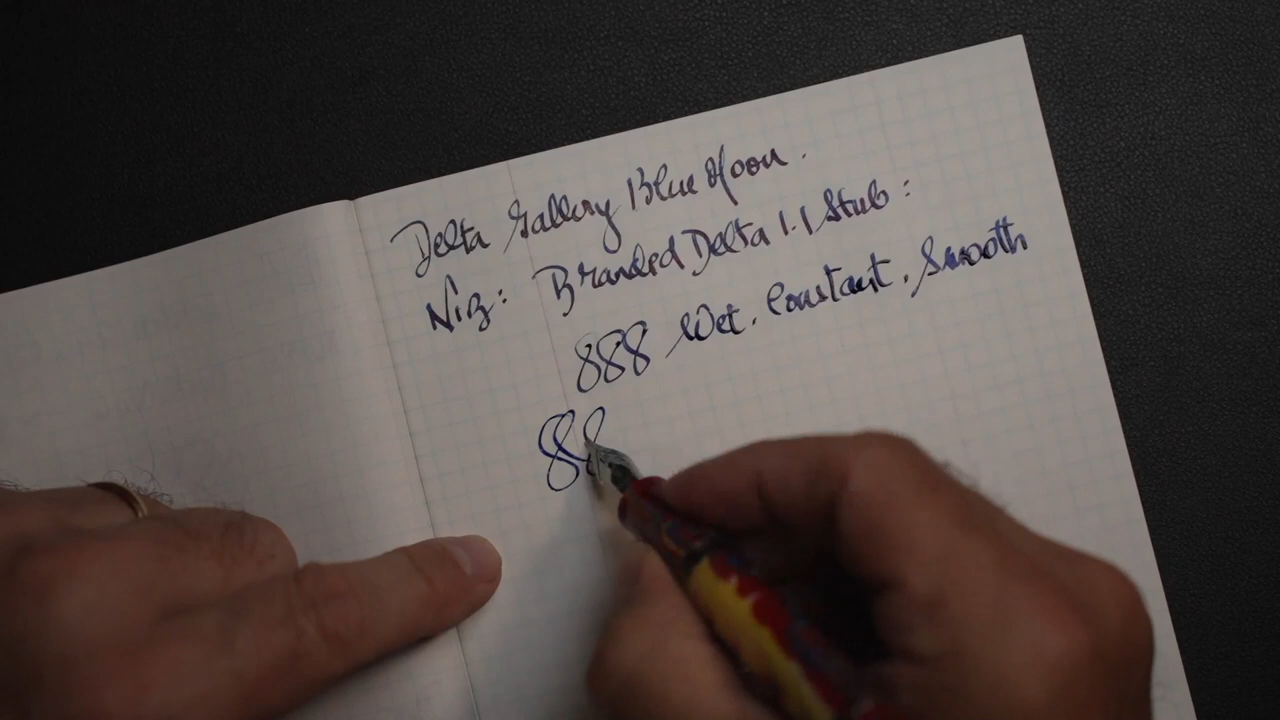 Delta Gallery Blue Moon.
Nib: Branded Delta 1.1 Stub:
888 Wet. Constant. Smooth
88